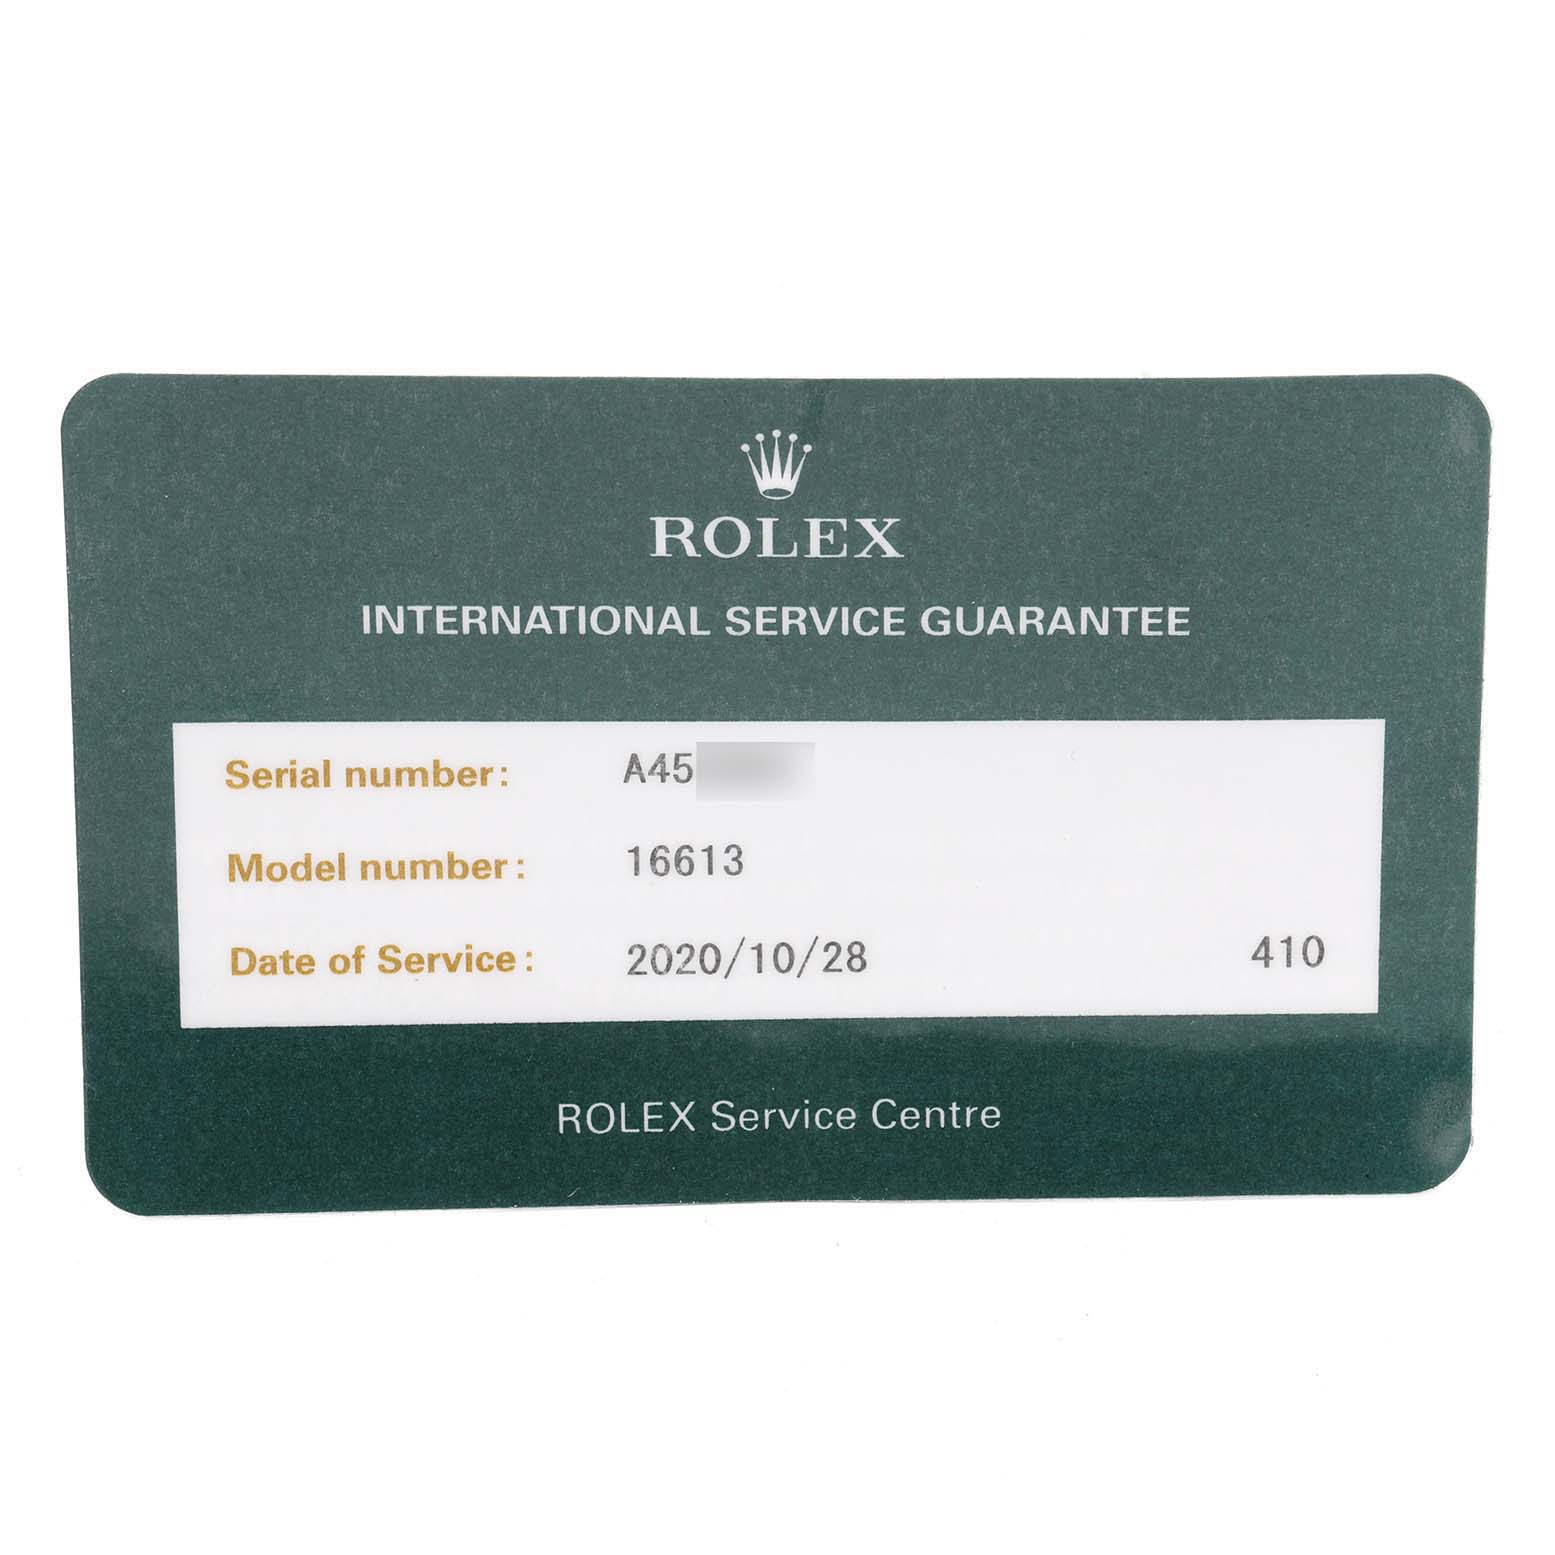 ROLEX
INTERNATIONAL SERVICE GUARANTEE
Serial number: A45
Model number: 16613
Date of Service: 2020/10/28 410
ROLEX Service Centre